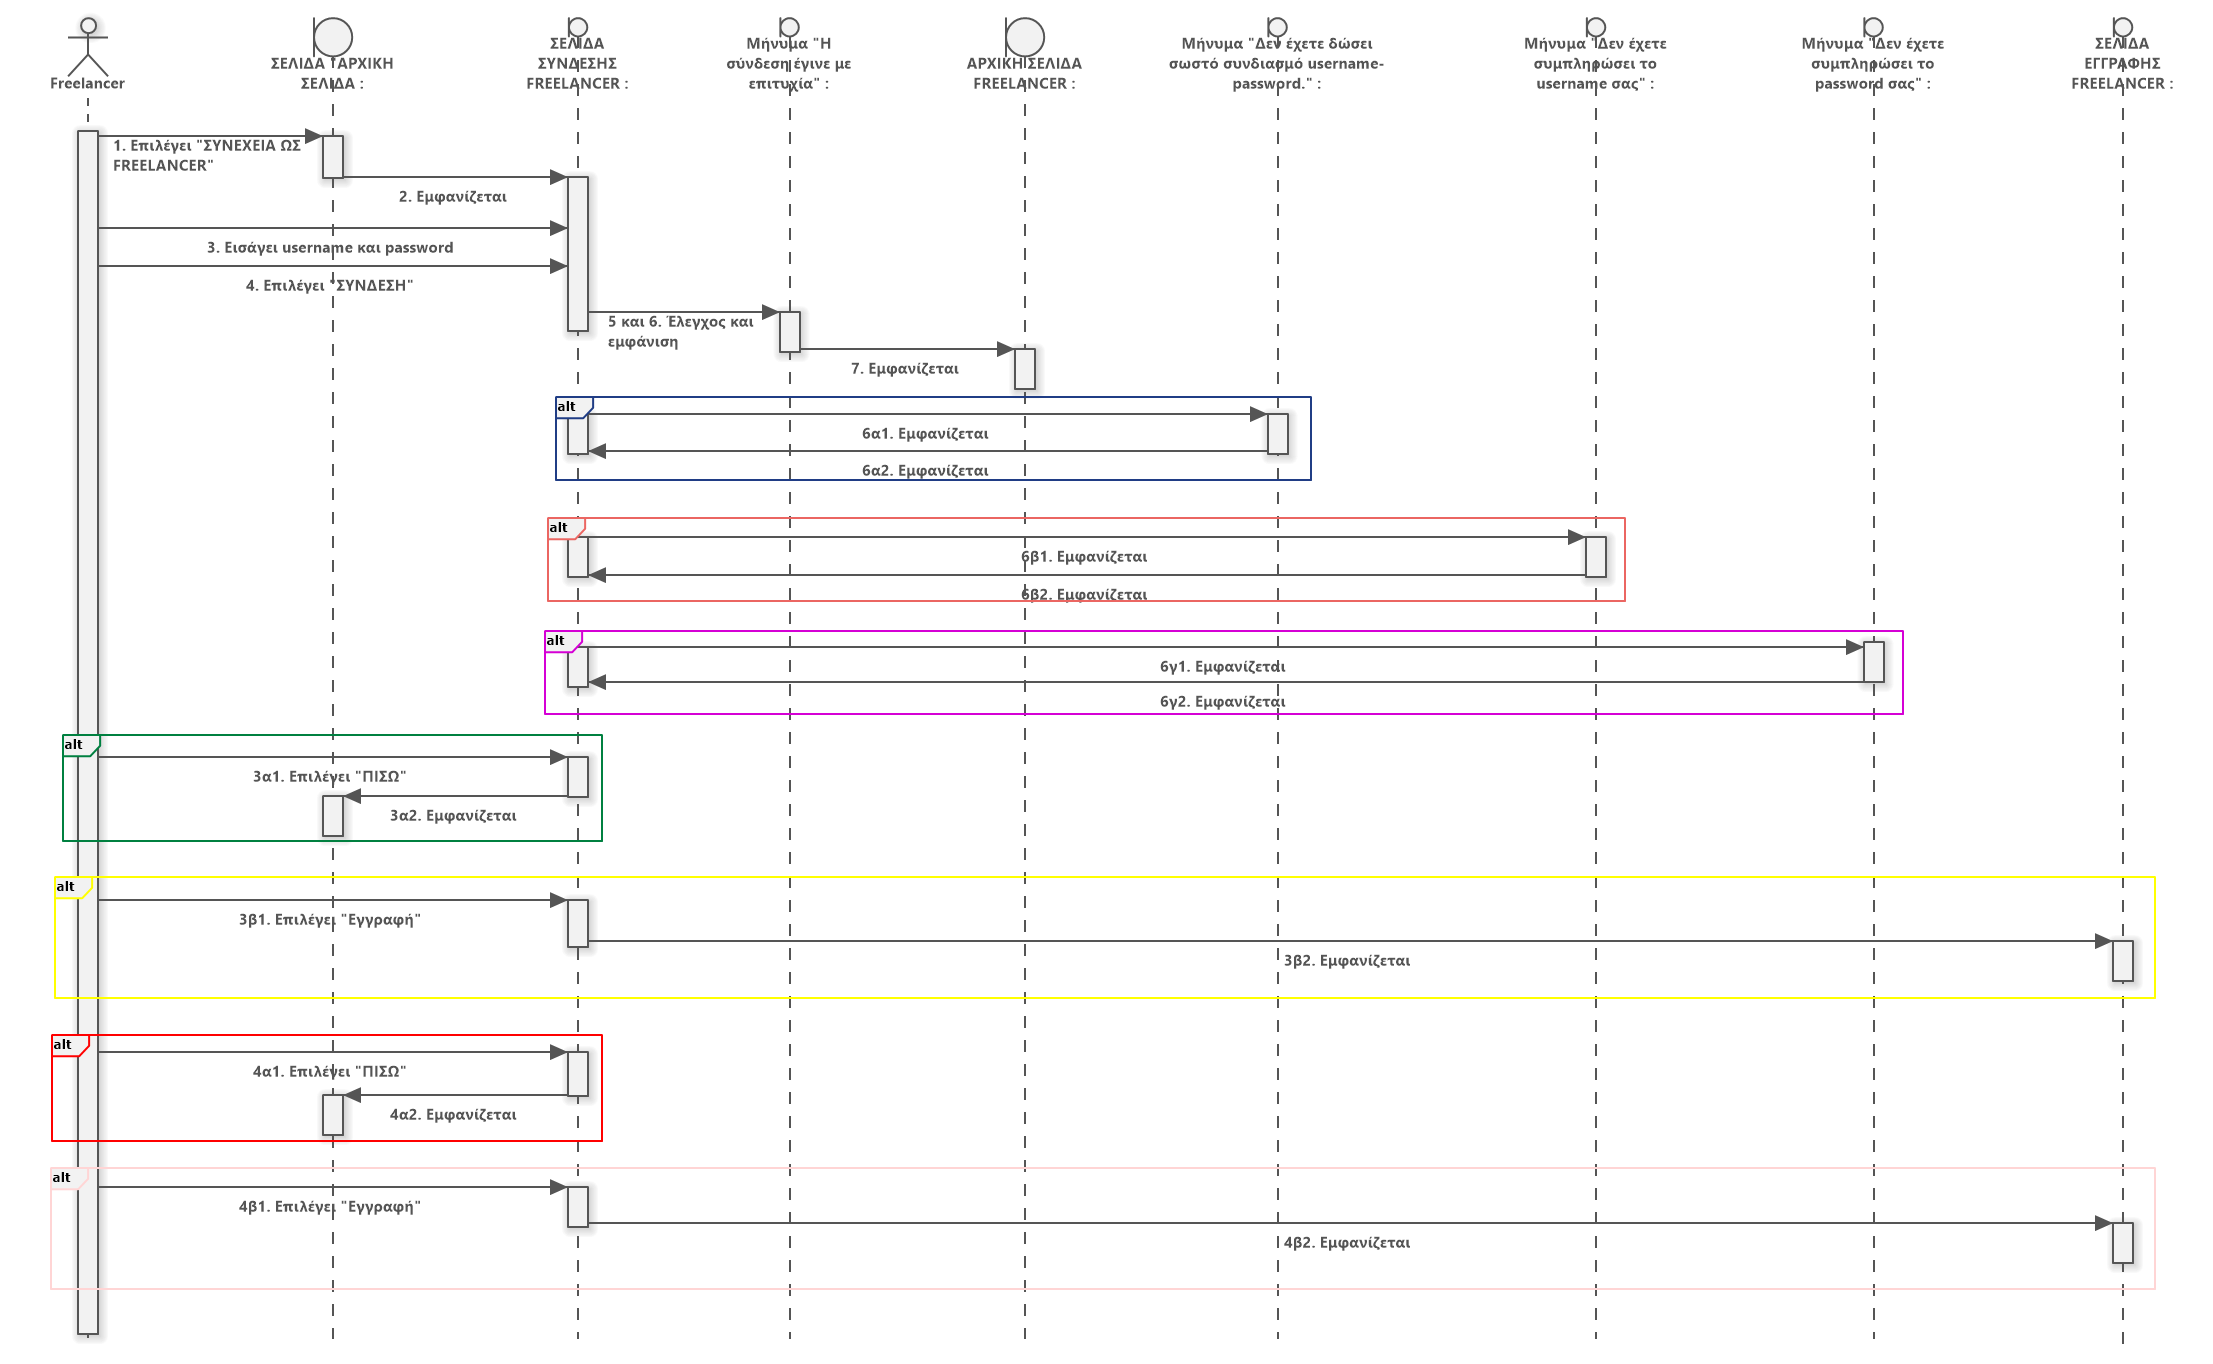 Freelancer
ΣΕΛΙΔΑ "ΑΡΧΙΚΗ
ΣΕΛΙΔΑ :
ΣΕΛΙΔΑ
ΣΥΝΔΕΣΗΣ
FREELANCER :
Μήνυμα "Η
σύνδεση έγινε με
επιτυχία" :
ΑΡΧΙΚΗ ΣΕΛΙΔΑ
FREELANCER :
Μήνυμα "Δεν έχετε δώσει
σωστό συνδιασμό username-
password." :
Μήνυμα "Δεν έχετε
συμπληρώσει το
username σας" :
Μήνυμα "Δεν έχετε
συμπληρώσει το
password σας" :
ΣΕΛΙΔΑ
ΕΓΓΡΑΦΗΣ
FREELANCER :
1. Επιλέγει "ΣΥΝΕΧΕΙΑ ΩΣ
FREELANCER"
2. Εμφανίζεται
3. Εισάγει username και password
4. Επιλέγει "ΣΥΝΔΕΣΗ"
5 και 6. Έλεγχος και
εμφάνιση
7. Εμφανίζεται
alt
6α1. Εμφανίζεται
6α2. Εμφανίζεται
alt
6β1. Εμφανίζεται
6β2. Εμφανίζεται
alt
6γ1. Εμφανίζεται
6γ2. Εμφανίζεται
alt
3α1. Επιλέγει "ΠΙΣΩ"
3α2. Εμφανίζεται
alt
3β1. Επιλέγει "Εγγραφή"
3β2. Εμφανίζεται
alt
4α1. Επιλέγει "ΠΙΣΩ"
4α2. Εμφανίζεται
alt
4β1. Επιλέγει "Εγγραφή"
4β2. Εμφανίζεται